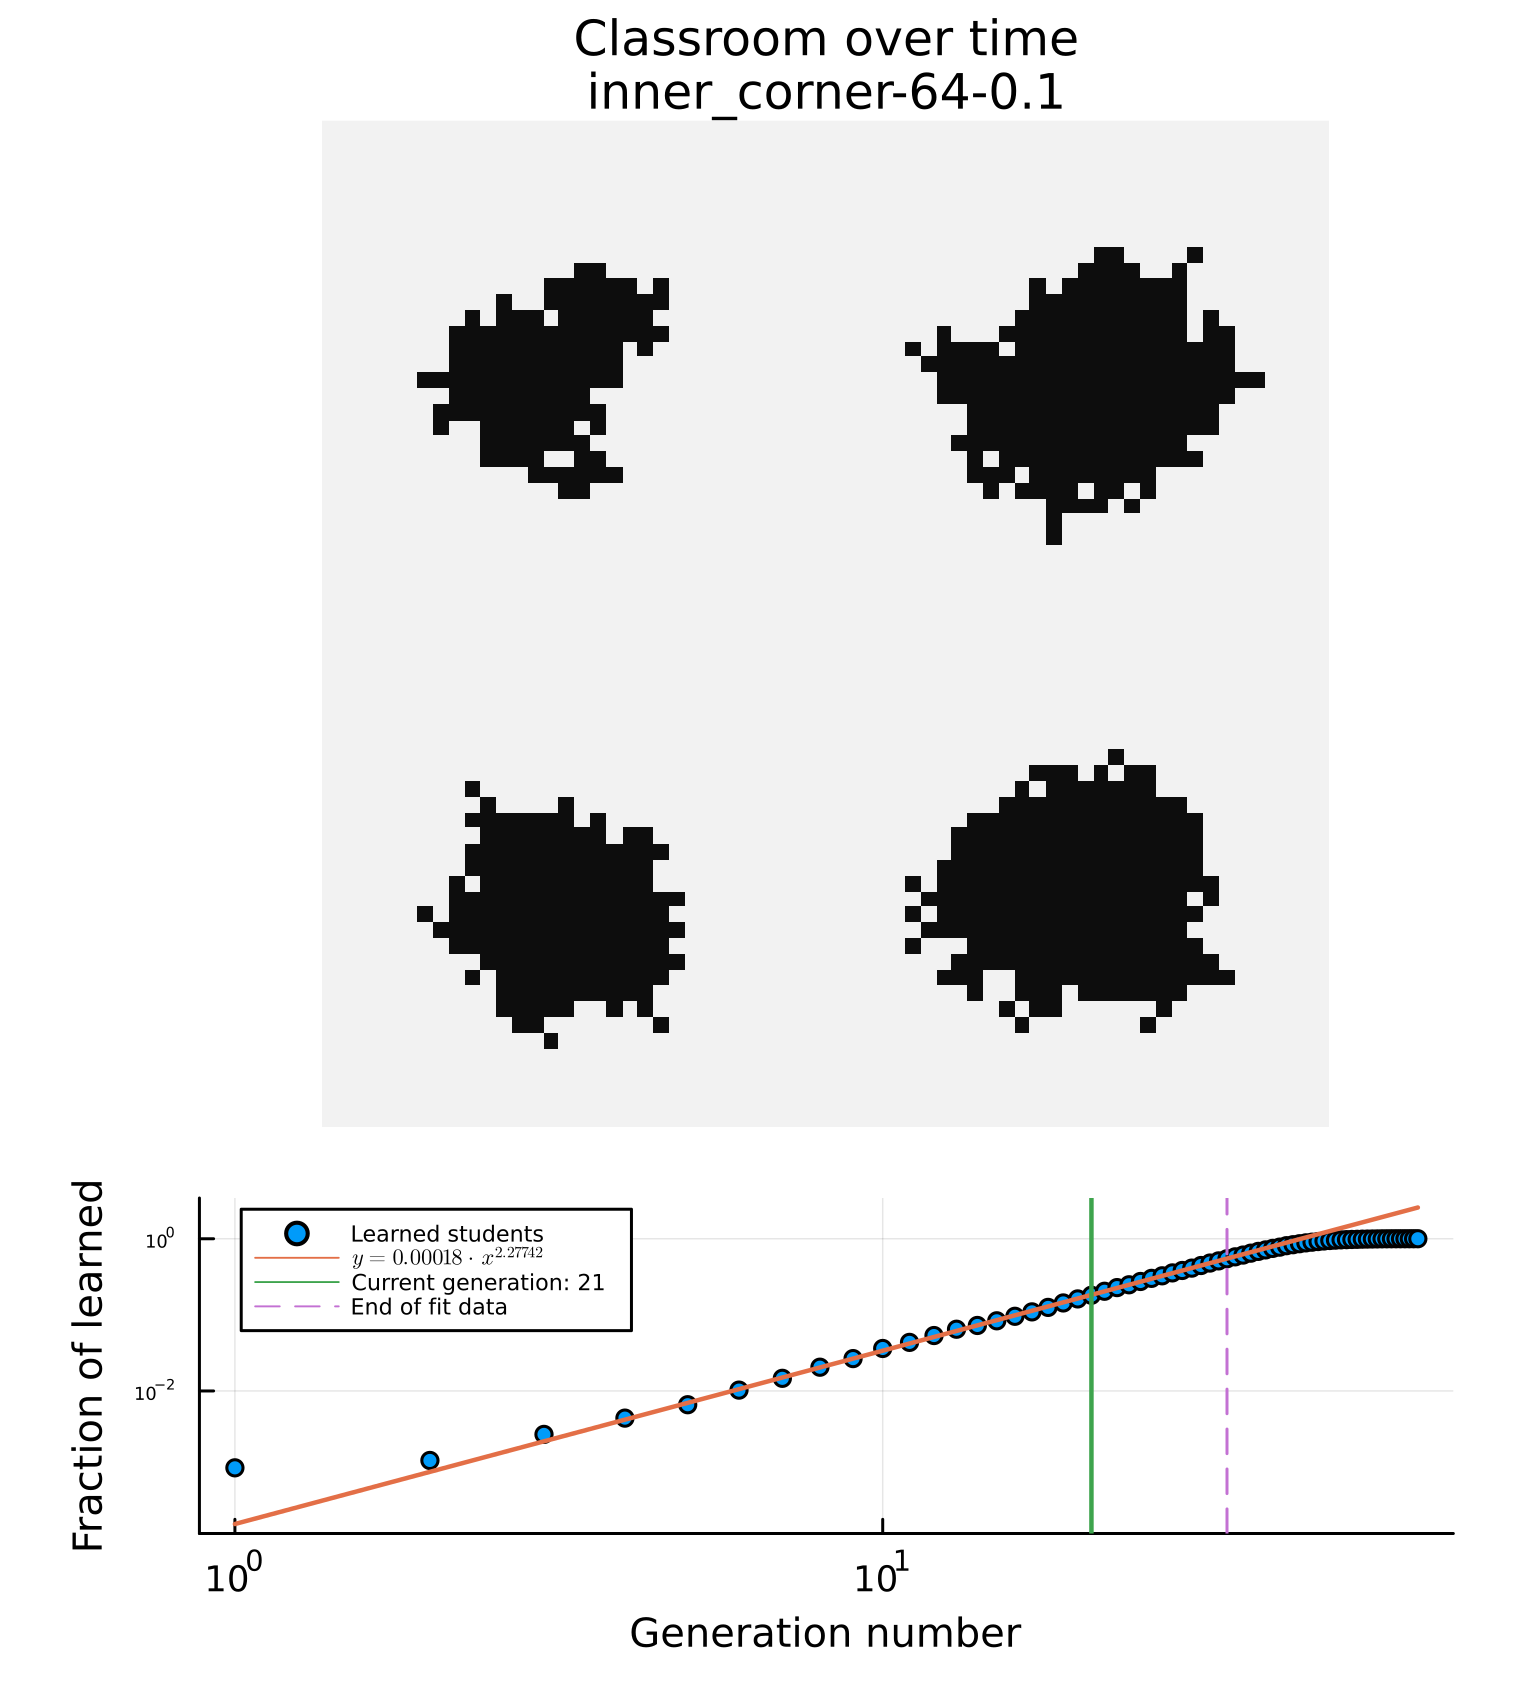 Classroom over time
inner_corner-64-0.1
Fraction of learned
10^0
10^-2
Learned students
y = 0.00018 · x^2.27742
Current generation: 21
End of fit data
10^0
10^1
Generation number